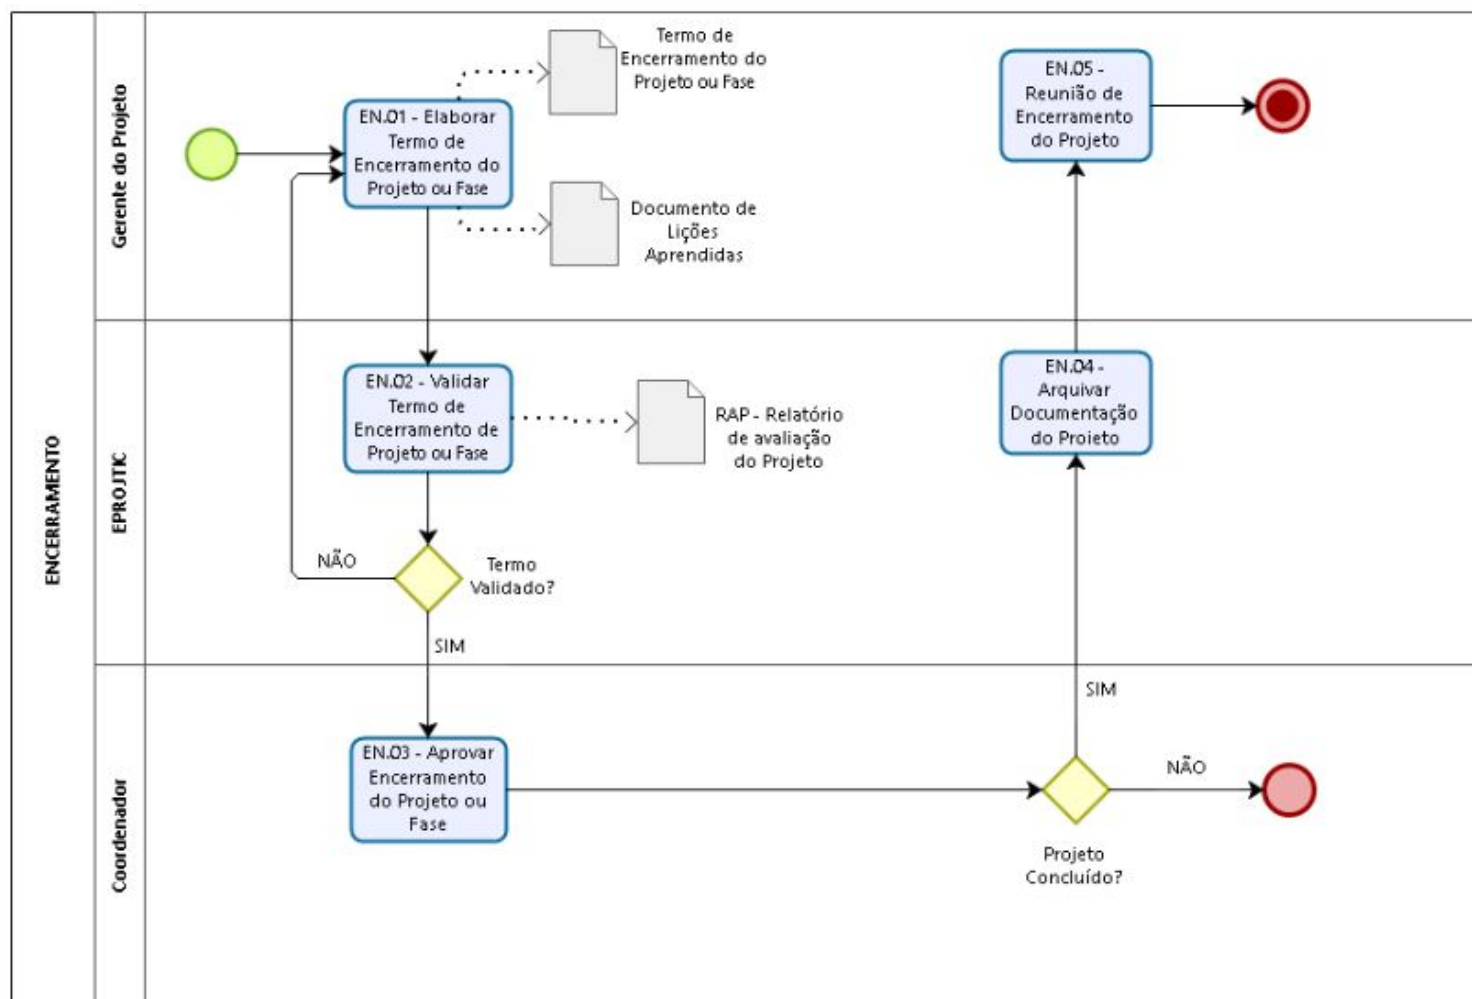 ENCERRAMENTO
Gerente do Projeto
EN.01 - Elaborar
Termo de
Encerramento do
Projeto ou Fase
Termo de
Encerramento do
Projeto ou Fase
Documento de
Lições
Aprendidas
EN.05 -
Reunião de
Encerramento
do Projeto
EPROJTIC
EN.02 - Validar
Termo de
Encerramento de
Projeto ou Fase
RAP - Relatório
de avaliação
do Projeto
EN.04 -
Arquivar
Documentação
do Projeto
NÃO
Termo
Validado?
SIM
Coordenador
EN.03 - Aprovar
Encerramento
do Projeto ou
Fase
SIM
NÃO
Projeto
Concluído?